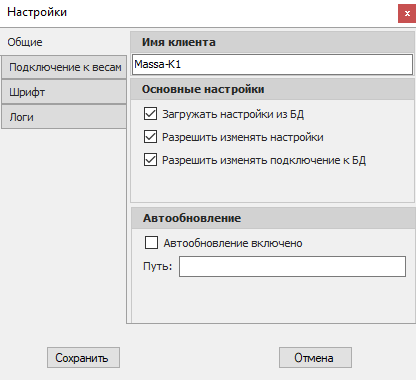 Настройки
x
Общие
Подключение к весам
Шрифт
Логи
Имя клиента
Massa-K1
Основные настройки
Загружать настройки из БД
Разрешить изменять настройки
Разрешить изменять подключение к БД
Автообновление
Автообновление включено
Путь:
Сохранить
Отмена